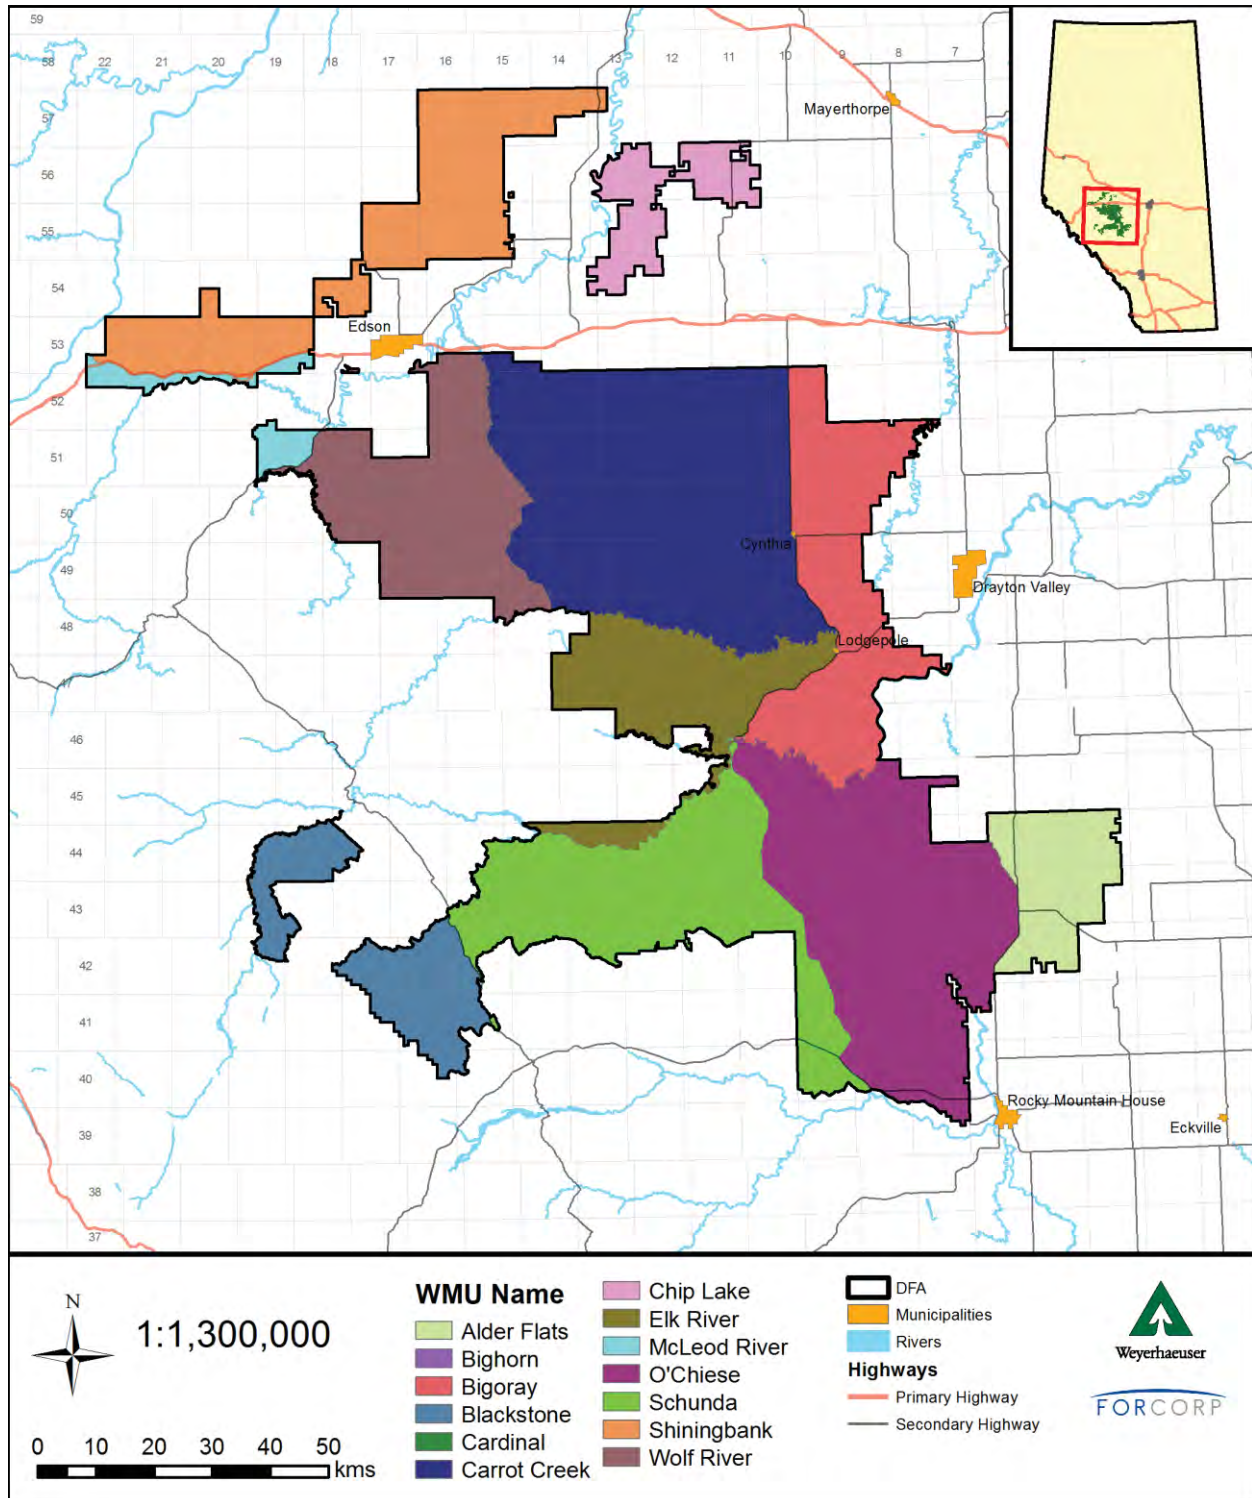 59
58
22
21
20
19
18
17
16
15
14
13
12
11
10
9
8
7
Mayerthorpe
57
56
55
54
Edson
53
52
51
50
Cynthia
49
Drayton Valley
48
Lodgepole
47
46
45
44
43
42
41
40
Rocky Mountain House
39
Eckville
38
37
N
1:1,300,000
0 10 20 30 40 50
kms
WMU Name
Alder Flats
Bighorn
Bigoray
Blackstone
Cardinal
Carrot Creek
Chip Lake
Elk River
McLeod River
O'Chiese
Schunda
Shiningbank
Wolf River
DFA
Municipalities
Rivers
Highways
Primary Highway
Secondary Highway
Weyerhaeuser
FORCORP